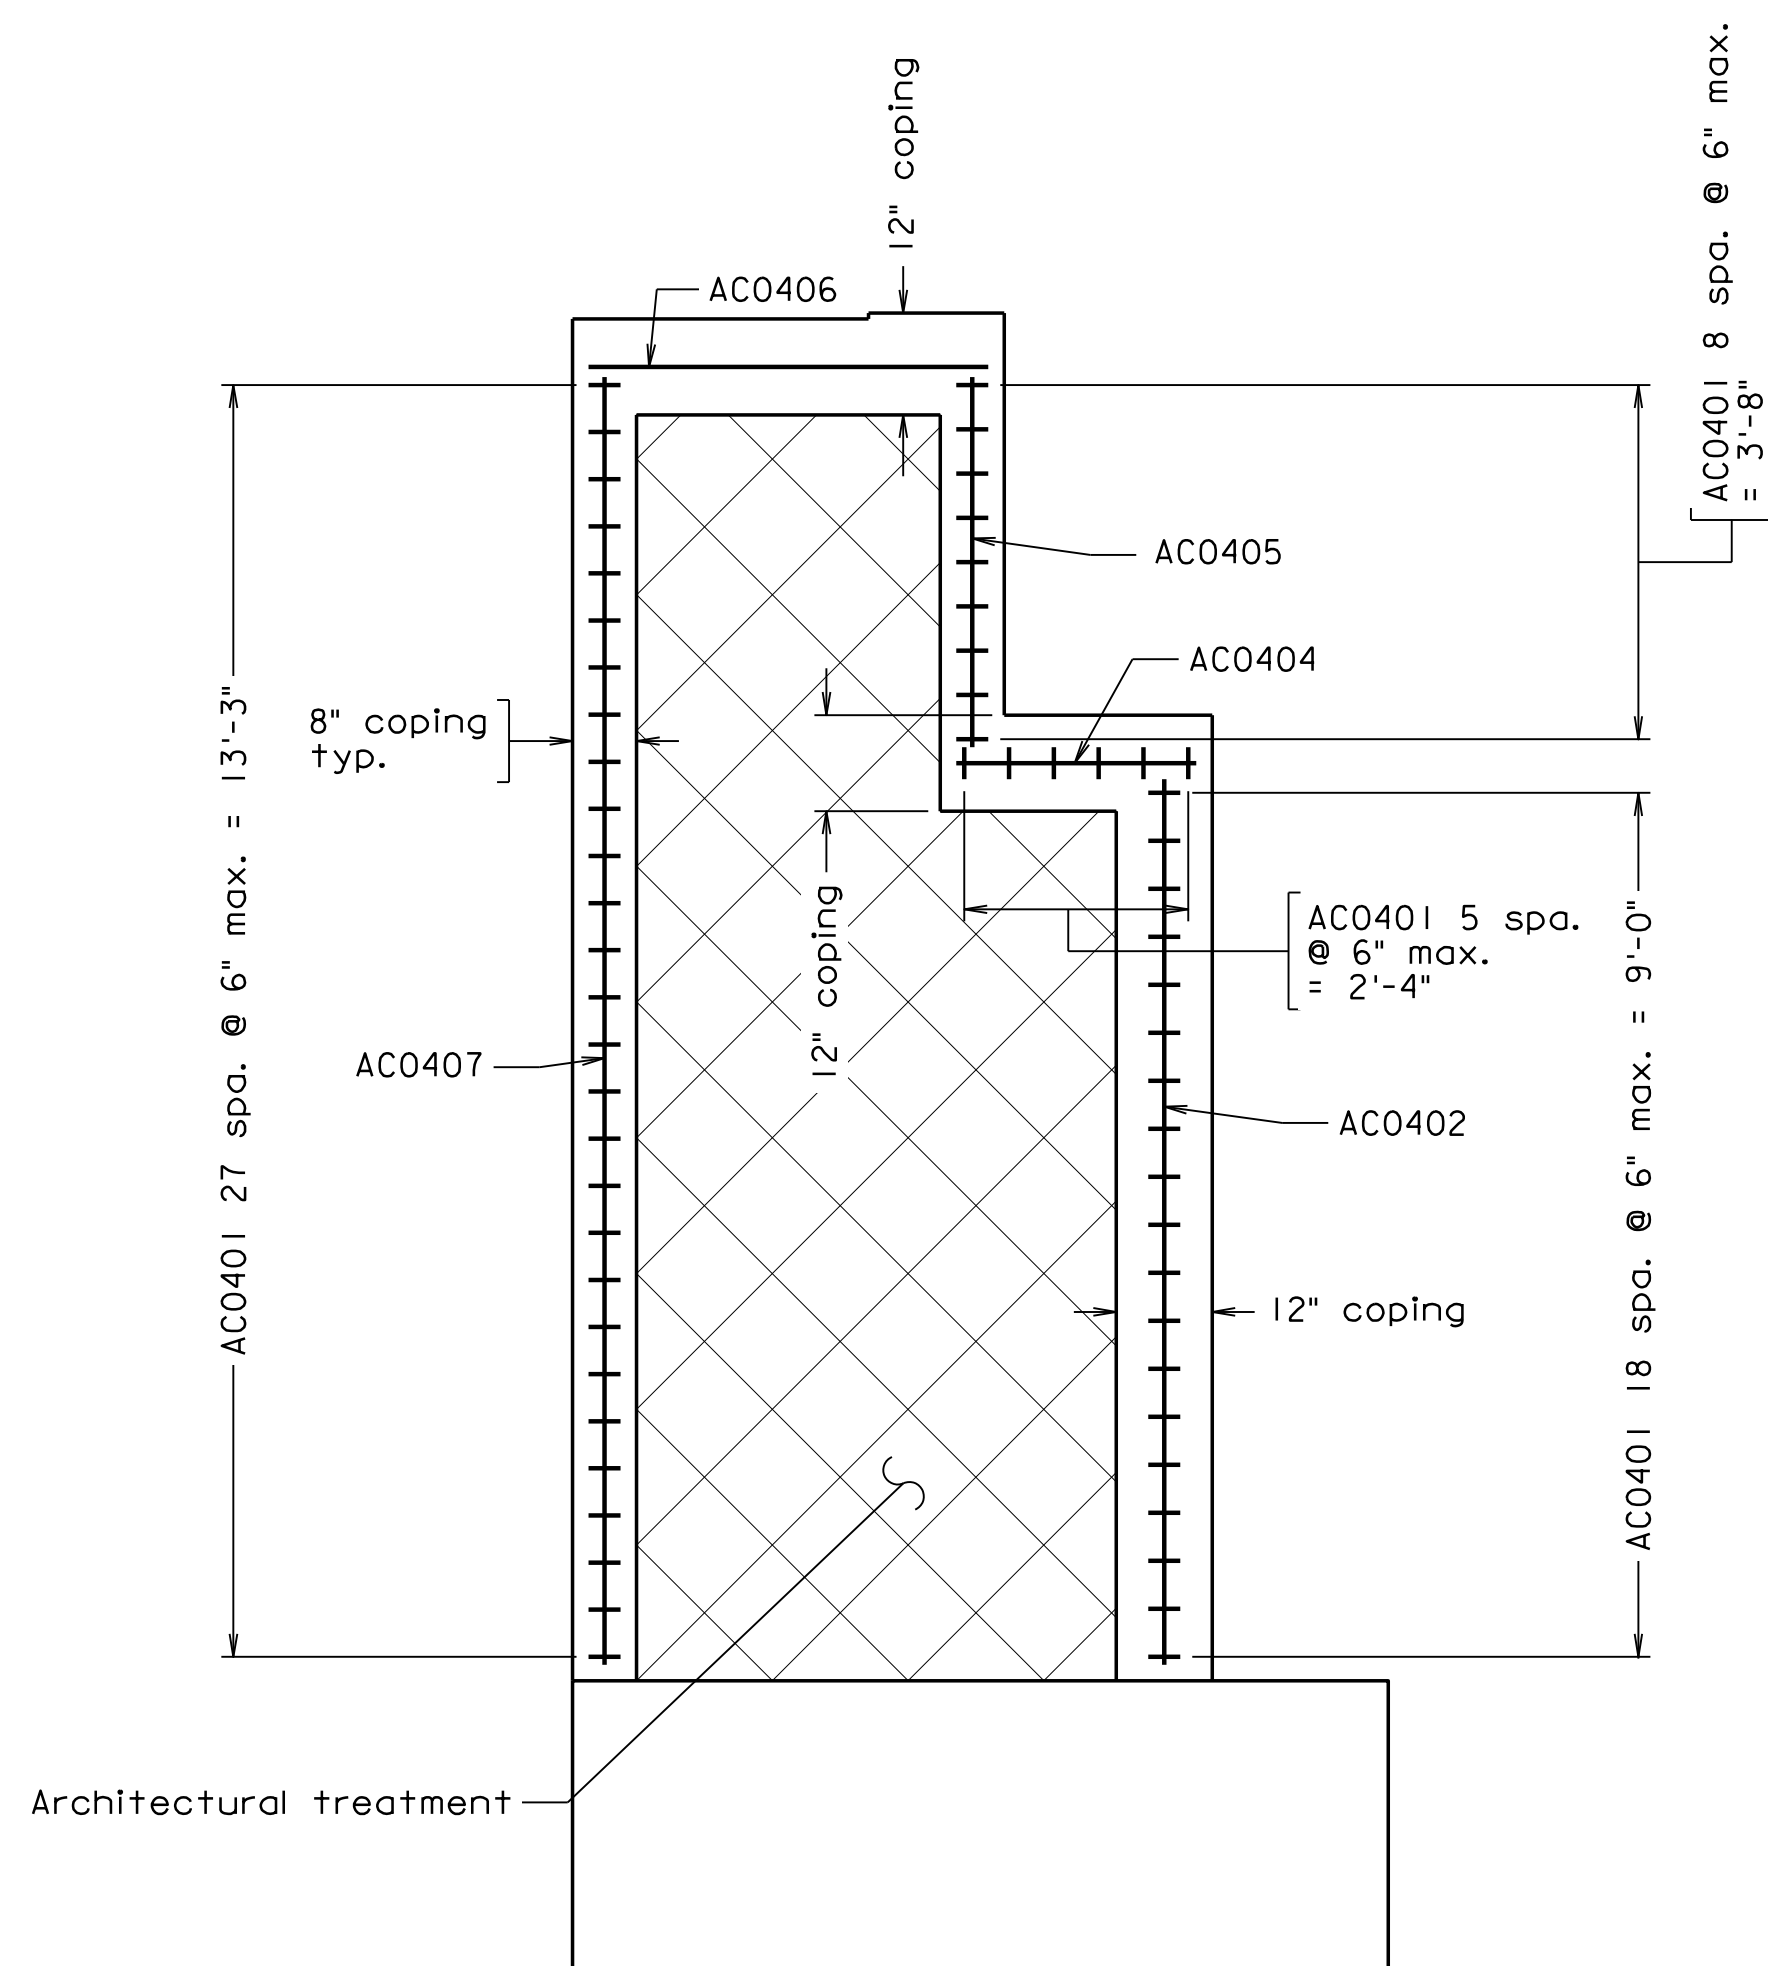 12" coping
AC0401 8 spa. @ 6" max.
= 3'-8"
AC0406
AC0405
AC0404
8" coping
typ.
AC0401 27 spa. @ 6" max. = 13'-3"
12" coping
AC0401 5 spa.
@ 6" max.
= 2'-4"
AC0407
AC0402
AC0401 18 spa. @ 6" max. = 9'-0"
12" coping
Architectural treatment